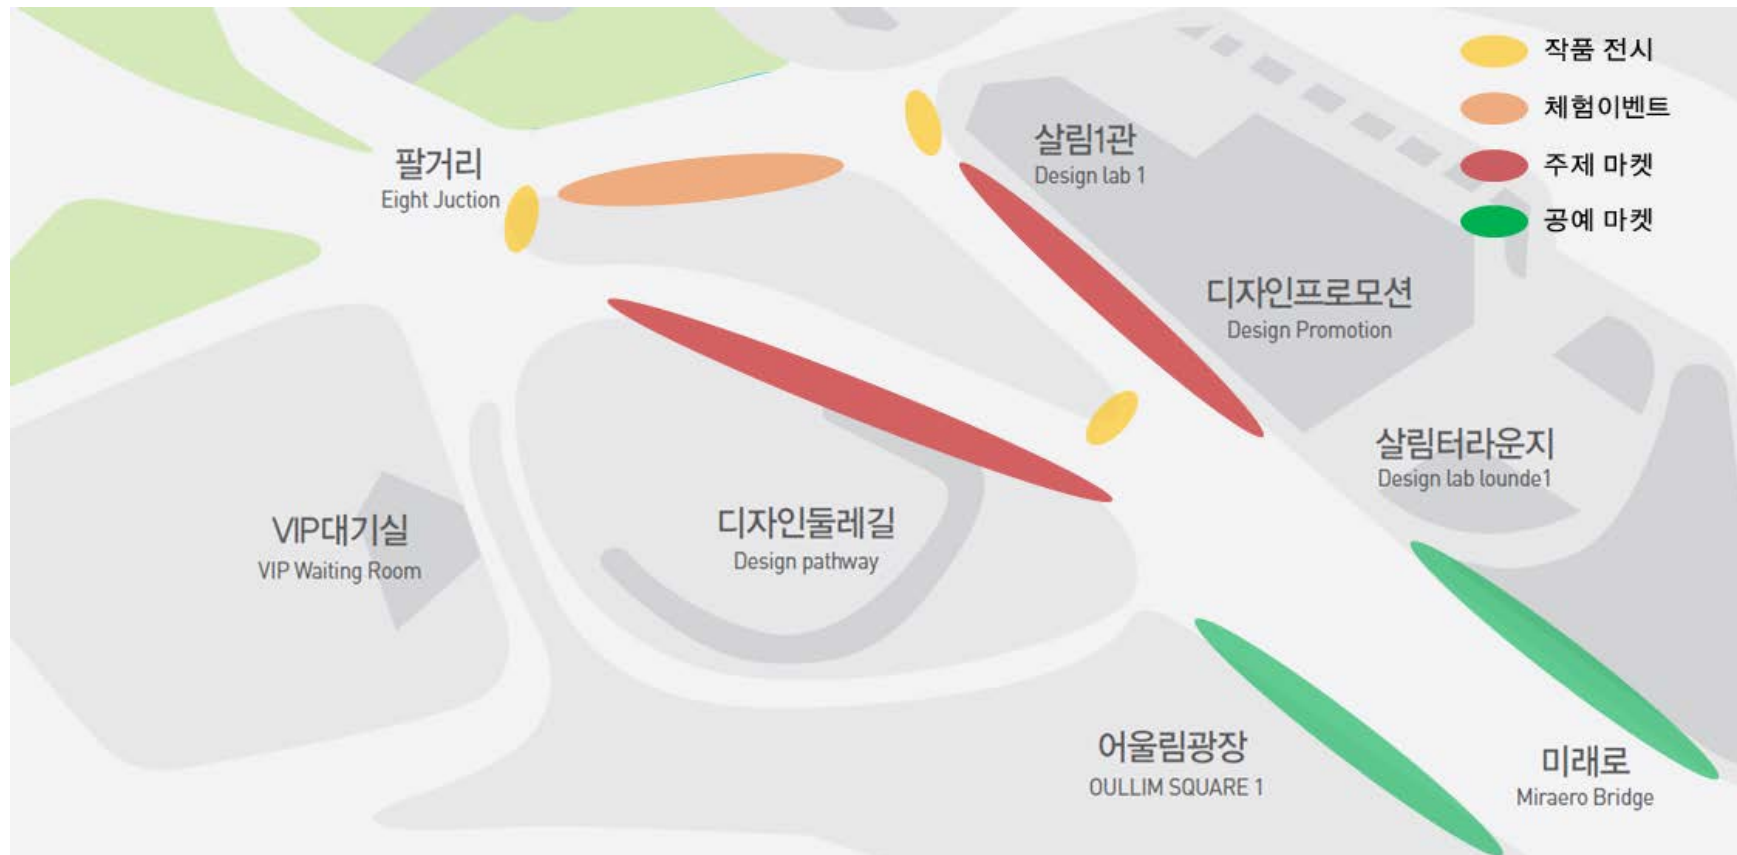 작품 전시
체험이벤트
주제 마켓
공예 마켓
팔거리
Eight Juction
살림1관
Design lab 1
디자인프로모션
Design Promotion
살림터라운지
Design lab lounde1
VIP대기실
VIP Waiting Room
디자인둘레길
Design pathway
어울림광장
OULLIM SQUARE 1
미래로
Miraero Bridge